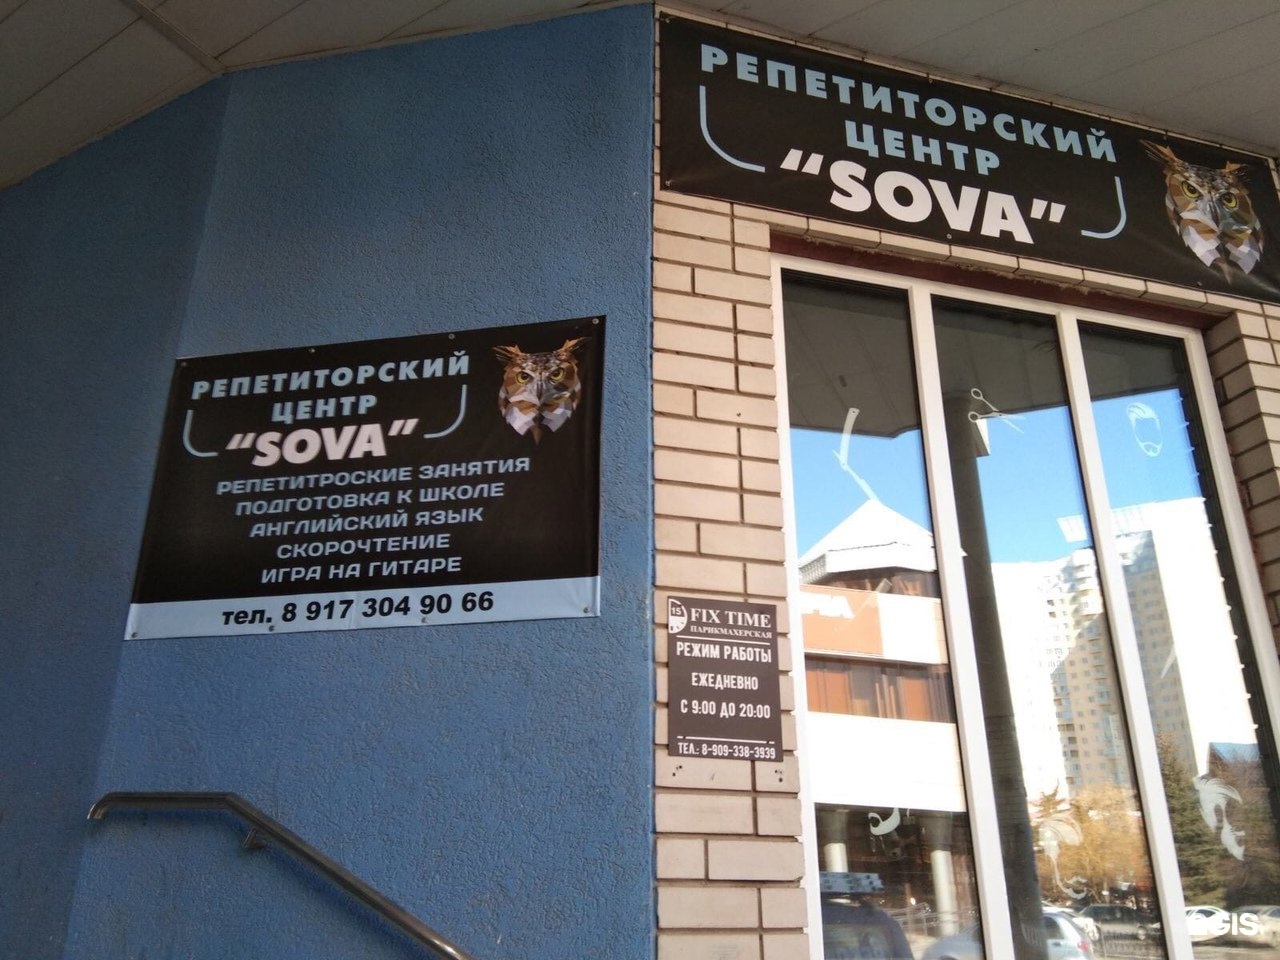 РЕПЕТИТОРСКИЙ
ЦЕНТР
“SOVA”
РЕПЕТИТОРСКИЙ
ЦЕНТР
“SOVA”
РЕПЕТИТРОСКИЕ ЗАНЯТИЯ
ПОДГОТОВКА К ШКОЛЕ
АНГЛИЙСКИЙ ЯЗЫК
СКОРОЧТЕНИЕ
ИГРА НА ГИТАРЕ
тел. 8 917 304 90 66
15
FIX TIME
ПАРИКМАХЕРСКАЯ
РЕЖИМ РАБОТЫ
ЕЖЕДНЕВНО
С 9:00 ДО 20:00
ТЕЛ.: 8-909-338-3939
2GIS